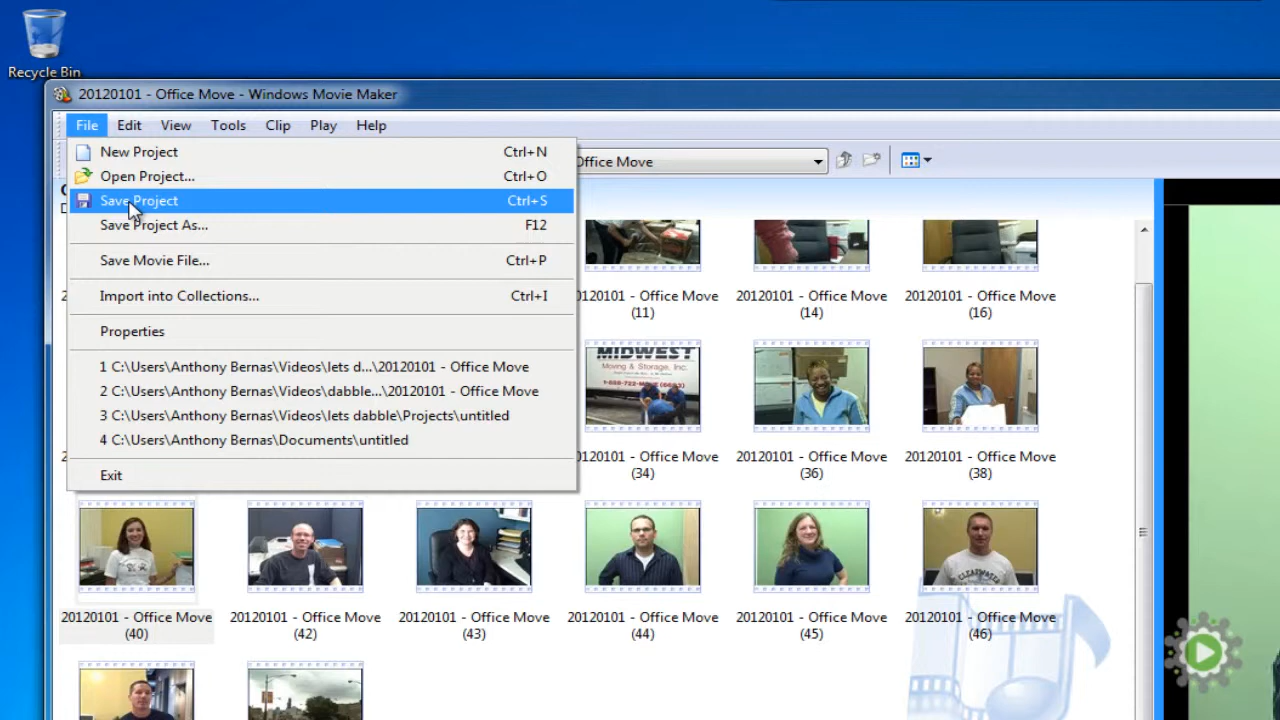 Recycle Bin
20120101 - Office Move - Windows Movie Maker
File Edit View Tools Clip Play Help
New Project Ctrl+N
Open Project... Ctrl+O
Save Project Ctrl+S
Save Project As... F12
Save Movie File... Ctrl+P
Import into Collections... Ctrl+I
Properties
1 C:\Users\Anthony Bernas\Videos\lets d...\20120101 - Office Move
2 C:\Users\Anthony Bernas\Videos\dabble...\20120101 - Office Move
3 C:\Users\Anthony Bernas\Videos\lets dabble\Projects\untitled
4 C:\Users\Anthony Bernas\Documents\untitled
Exit
Office Move
20120101 - Office Move 20120101 - Office Move 20120101 - Office Move
(11) (14) (16)
MIDWEST
Moving & Storage, Inc.
1-888-722-MOVE (6683)
20120101 - Office Move 20120101 - Office Move 20120101 - Office Move
(34) (36) (38)
CLEARWATER
20120101 - Office Move 20120101 - Office Move 20120101 - Office Move 20120101 - Office Move 20120101 - Office Move 20120101 - Office Move
(40) (42) (43) (44) (45) (46)